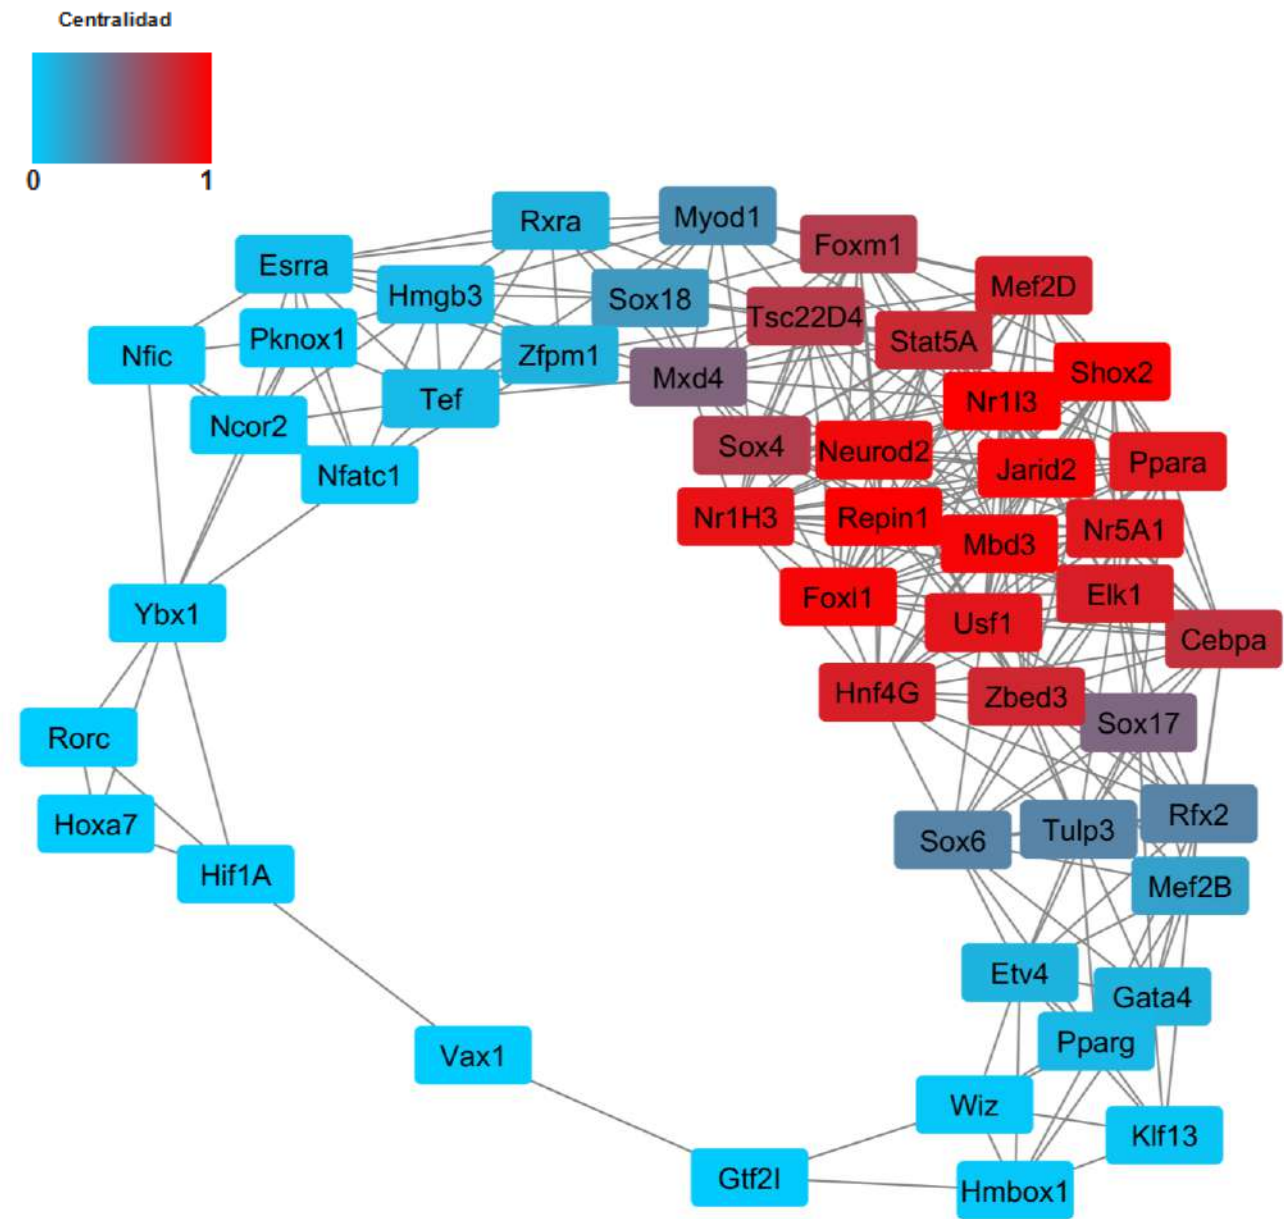 Centralidad
0 1
Rxra
Myod1
Foxm1
Esrra
Hmgb3
Sox18
Mef2D
Tsc22D4
Stat5A
Nfic
Pknox1
Zfpm1
Mxd4
Shox2
Nr1I3
Tef
Ncor2
Nfatc1
Sox4
Neurod2
Jarid2
Ppara
Nr1H3
Repin1
Mbd3
Nr5A1
Foxl1
Usf1
Elk1
Ybx1
Cebpa
Hnf4G
Zbed3
Sox17
Rorc
Hoxa7
Hif1A
Sox6
Tulp3
Rfx2
Mef2B
Etv4
Gata4
Pparg
Vax1
Wiz
Klf13
Gtf2I
Hmbox1